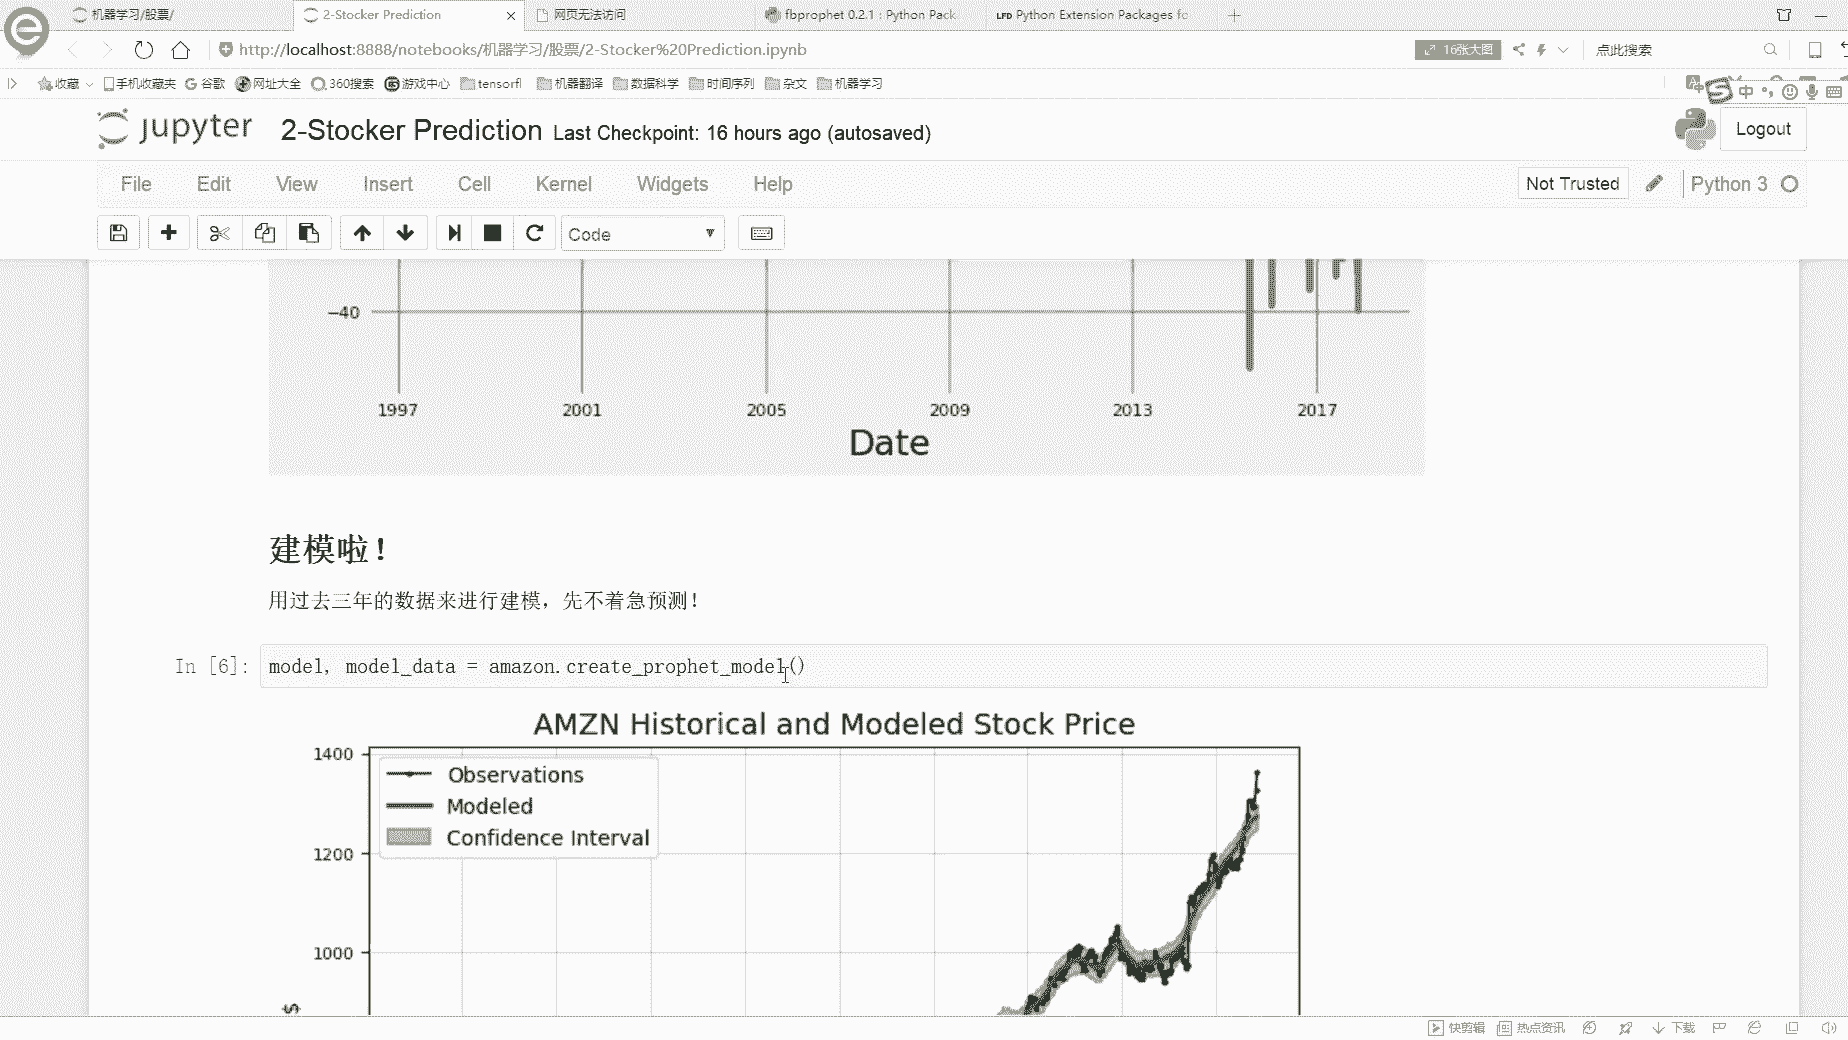 机器学习/股票/
2-Stocker Prediction
网页无法访问
fbprophet 0.2.1 : Python Pack
LFD Python Extension Packages fo
http://localhost:8888/notebooks/机器学习/股票/2-Stocker%20Prediction.ipynb
16张大图
点此搜索
收藏
手机收藏夹
谷歌
网址大全
360搜索
游戏中心
tensorfl
机器翻译
数据科学
时间序列
杂文
机器学习
中
jupyter
2-Stocker Prediction
Last Checkpoint: 16 hours ago (autosaved)
Logout
File
Edit
View
Insert
Cell
Kernel
Widgets
Help
Not Trusted
Python 3
Code
−40
1997
2001
2005
2009
2013
2017
Date
建模啦！
用过去三年的数据来进行建模，先不着急预测！
In [6]:
model, model_data = amazon.create_prophet_model()
AMZN Historical and Modeled Stock Price
1400
Observations
Modeled
Confidence Interval
1200
1000
$
快剪辑
热点资讯
下载